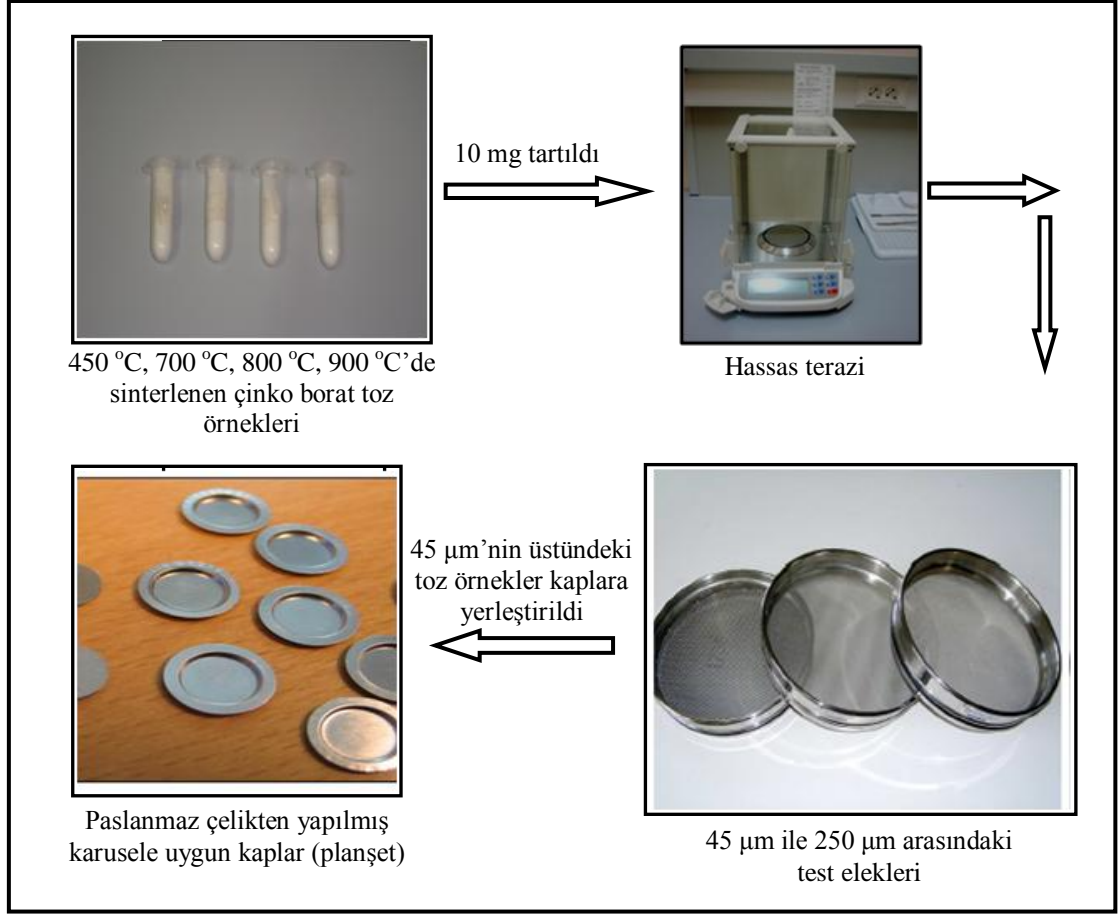 10 mg tartıldı
450 °C, 700 °C, 800 °C, 900 °C’de
sinterlenen çinko borat toz
örnekleri
Hassas terazi
45 µm’nin üstündeki
toz örnekler kaplara
yerleştirildi
Paslanmaz çelikten yapılmış
karusele uygun kaplar (planşet)
45 µm ile 250 µm arasındaki
test elekleri